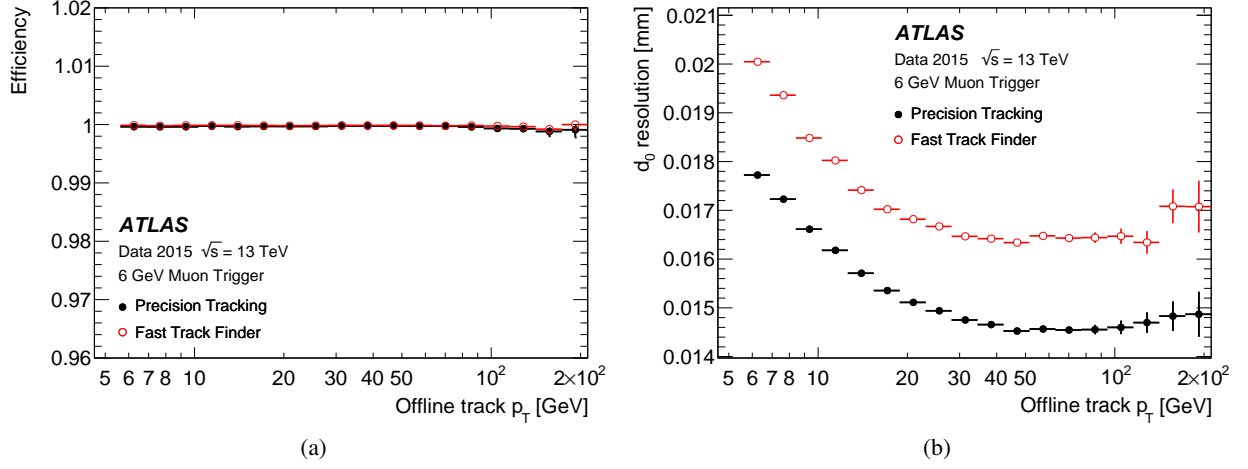 Efficiency
1.02
1.01
1
0.99
0.98
0.97
0.96
ATLAS
Data 2015 √s = 13 TeV
6 GeV Muon Trigger
Precision Tracking
Fast Track Finder
5 6 7 8 10 20 30 40 50 10² 2×10²
Offline track p_T [GeV]
(a)
d₀ resolution [mm]
0.02
0.019
0.018
0.017
0.016
0.015
0.014
ATLAS
Data 2015 √s = 13 TeV
6 GeV Muon Trigger
Precision Tracking
Fast Track Finder
5 6 7 8 10 20 30 40 50 10² 2×10²
Offline track p_T [GeV]
(b)